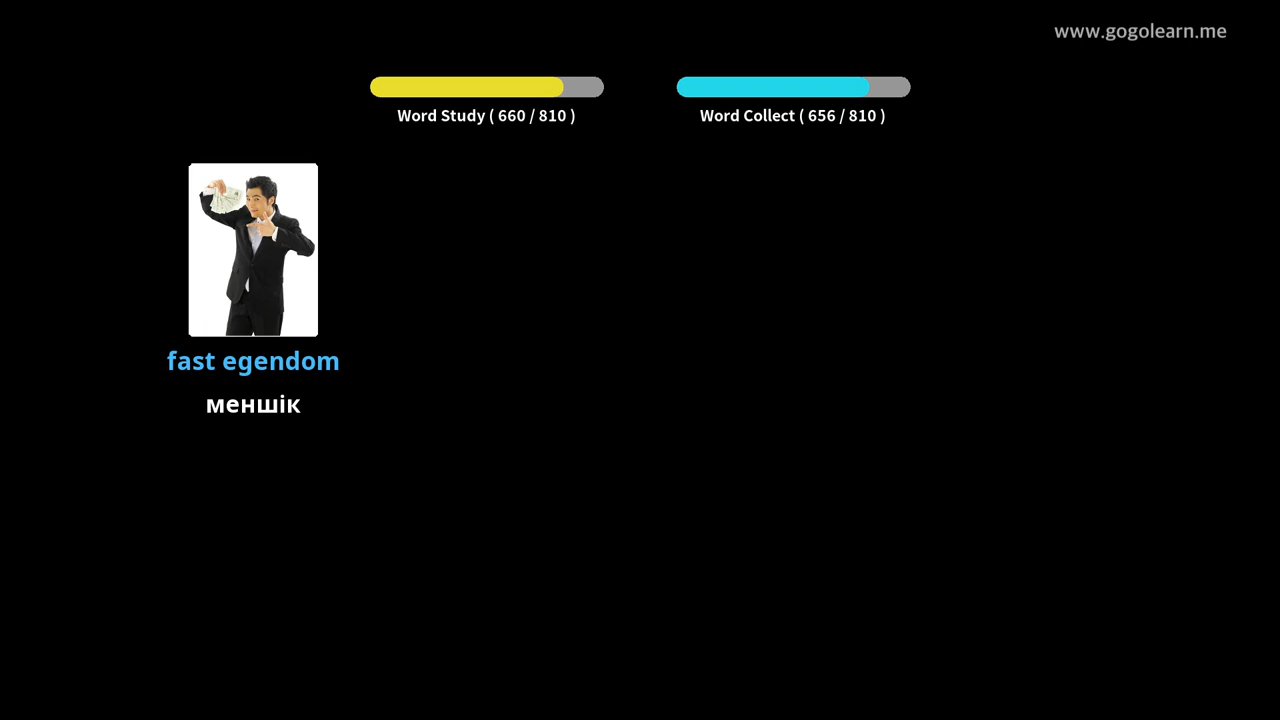 www.gogolearn.me
Word Study ( 660 / 810 )
Word Collect ( 656 / 810 )
fast egendom
меншік